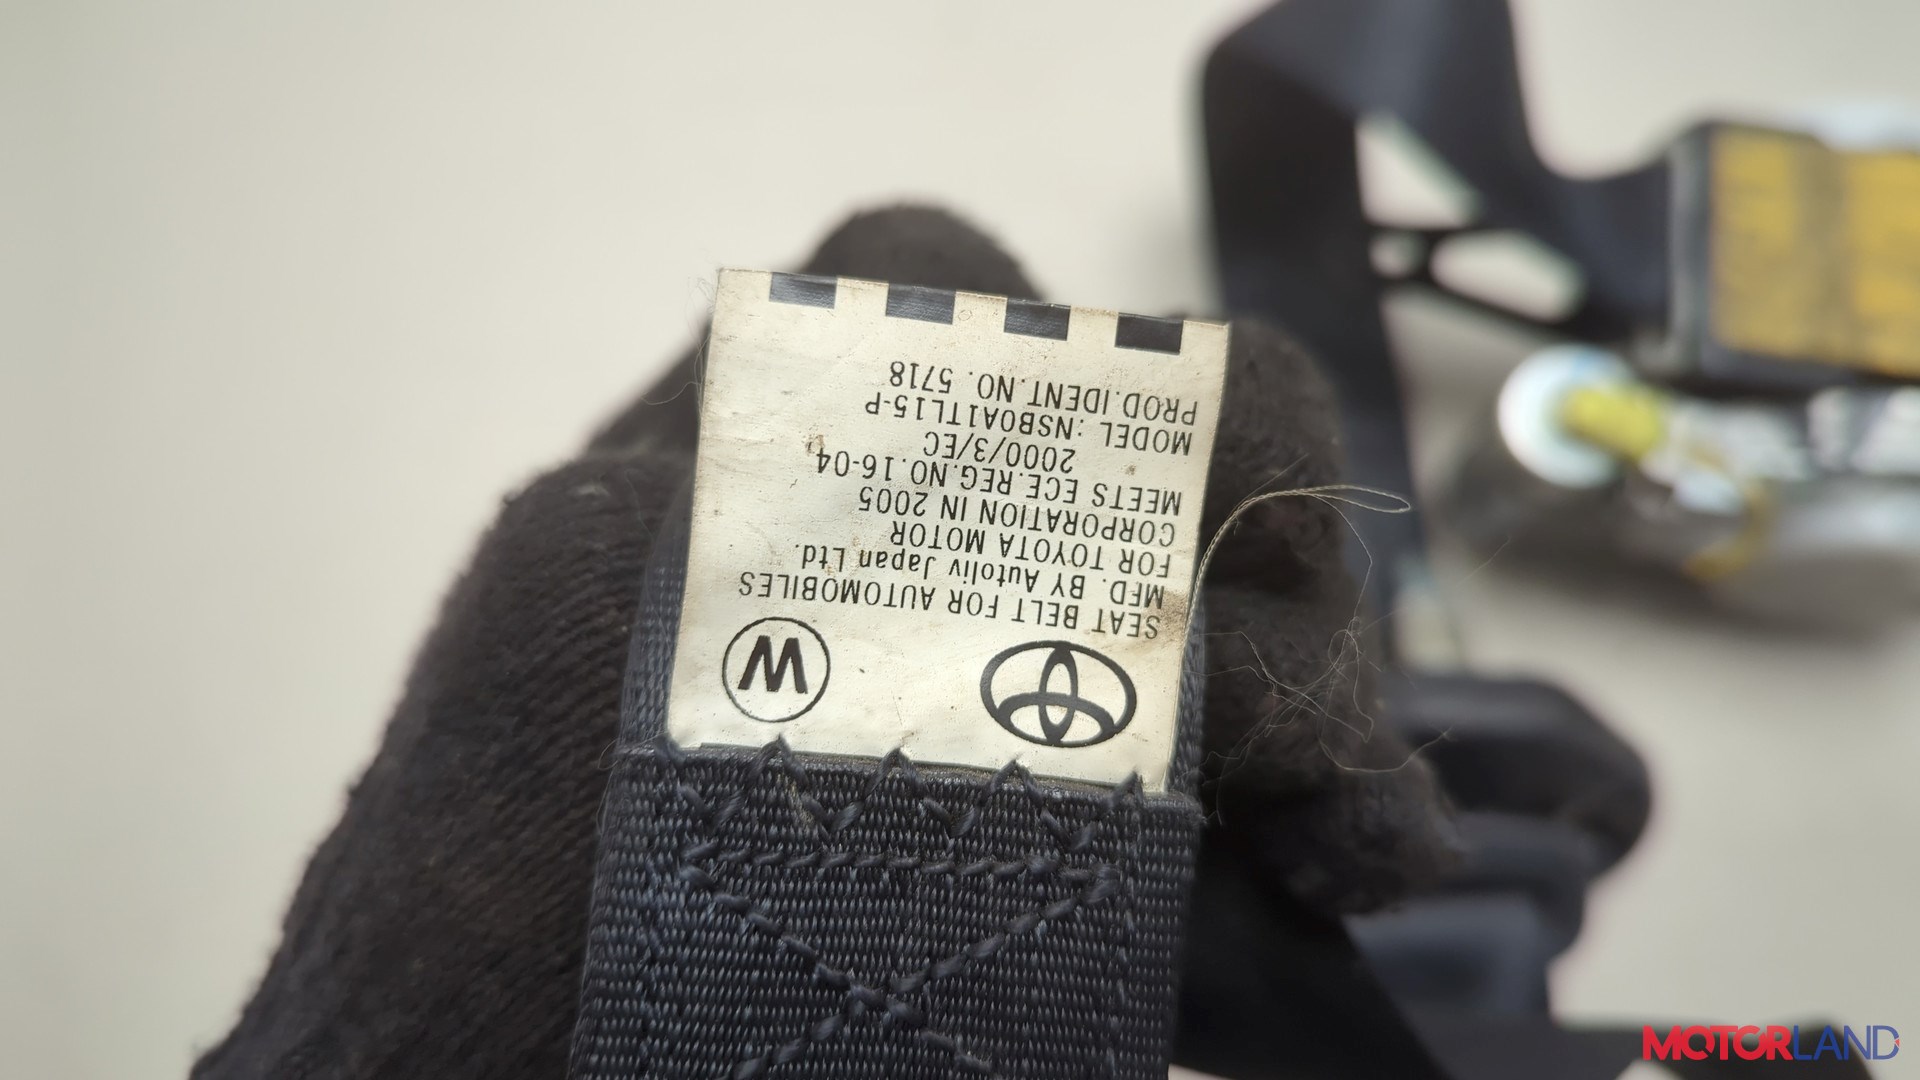 W
SEAT BELT FOR AUTOMOBILES
MFD. BY Autoliv Japan Ltd.
FOR TOYOTA MOTOR
CORPORATION IN 2005
MEETS ECE.REG.NO.16-04,
2000/3/EC
MODEL :NSB0A1TL15-P
PROD.IDENT.NO. 5718
MOTORLAND